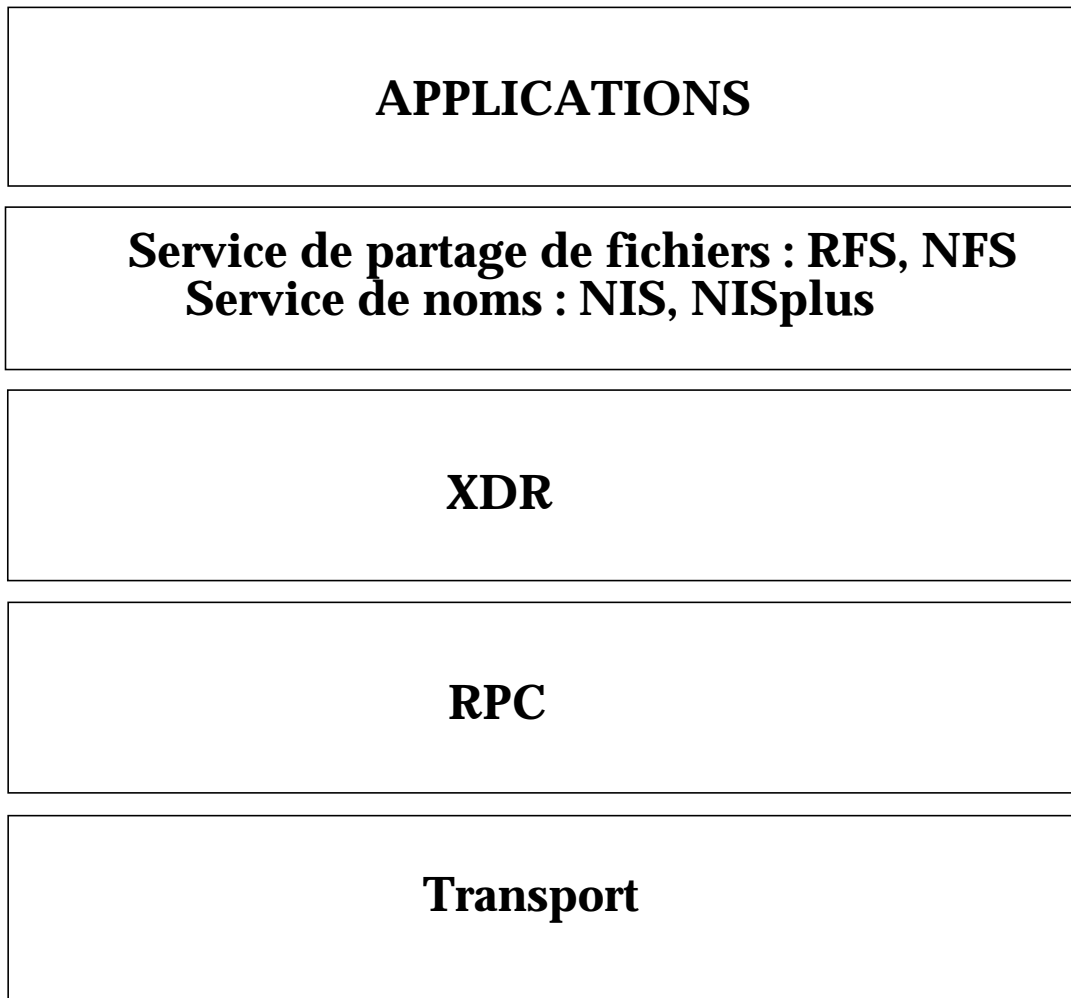 APPLICATIONS
Service de partage de fichiers : RFS, NFS
Service de noms : NIS, NISplus
XDR
RPC
Transport